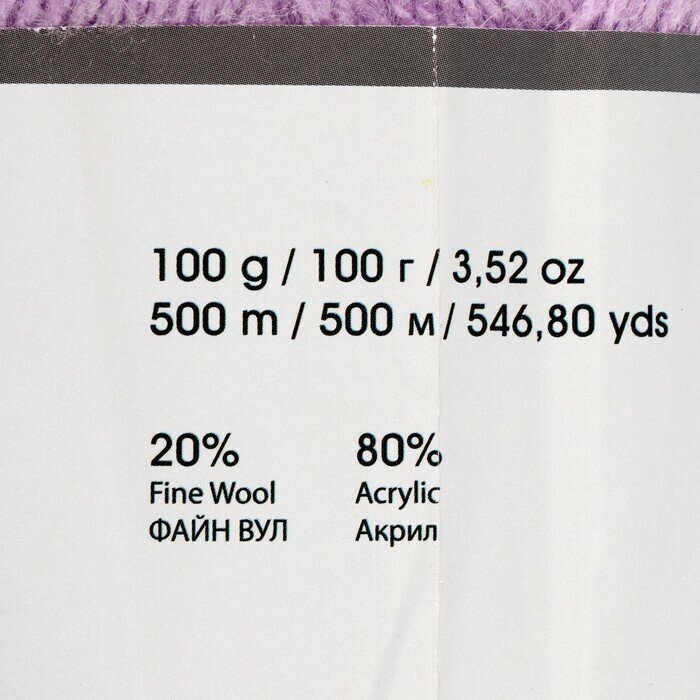 100 g / 100 г / 3,52 oz
500 m / 500 м / 546,80 yds
20% 80%
Fine Wool Acrylic
ФАЙН ВУЛ Акрил